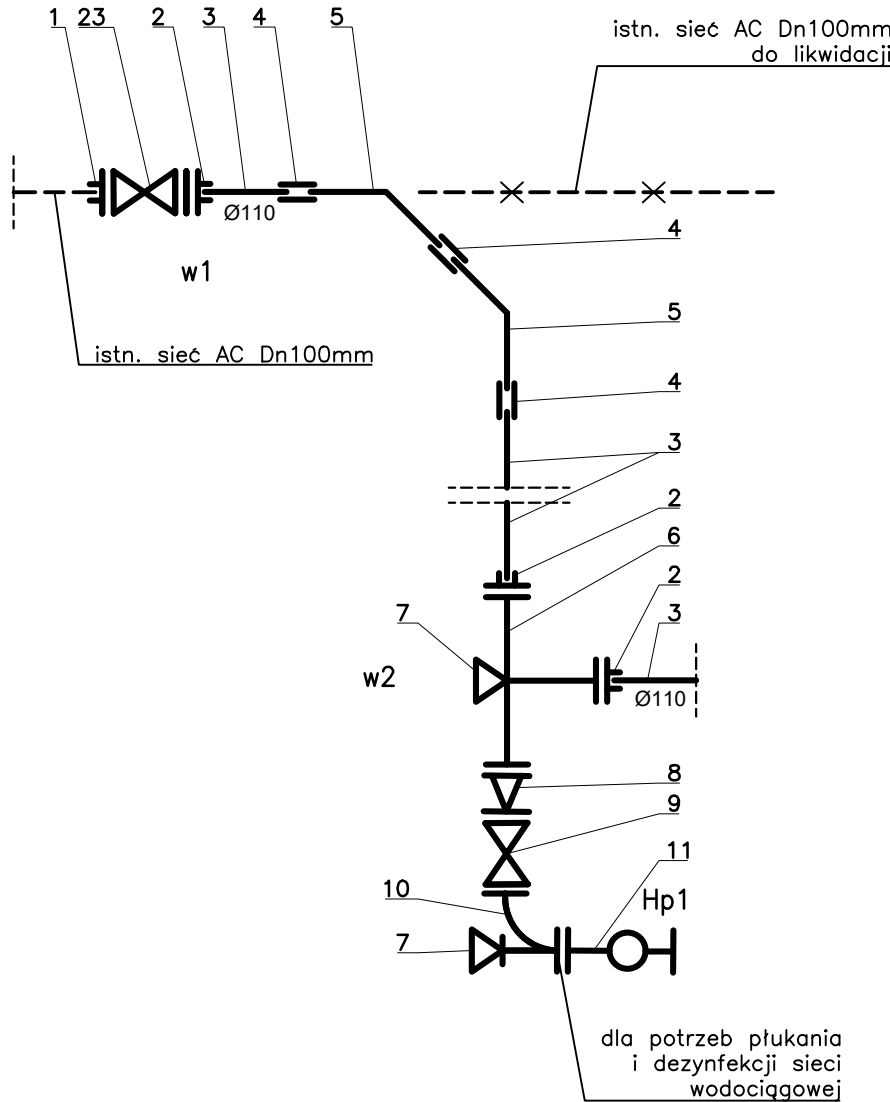 1 23 2 3 4 5
istn. sieć AC Dn100mm
do likwidacji
Ø110
4
w1
5
istn. sieć AC Dn100mm
4
3
2
6
2
7
3
w2
Ø110
8
9
11
10
Hp1
7
dla potrzeb płukania
i dezynfekcji sieci
wodociągowej